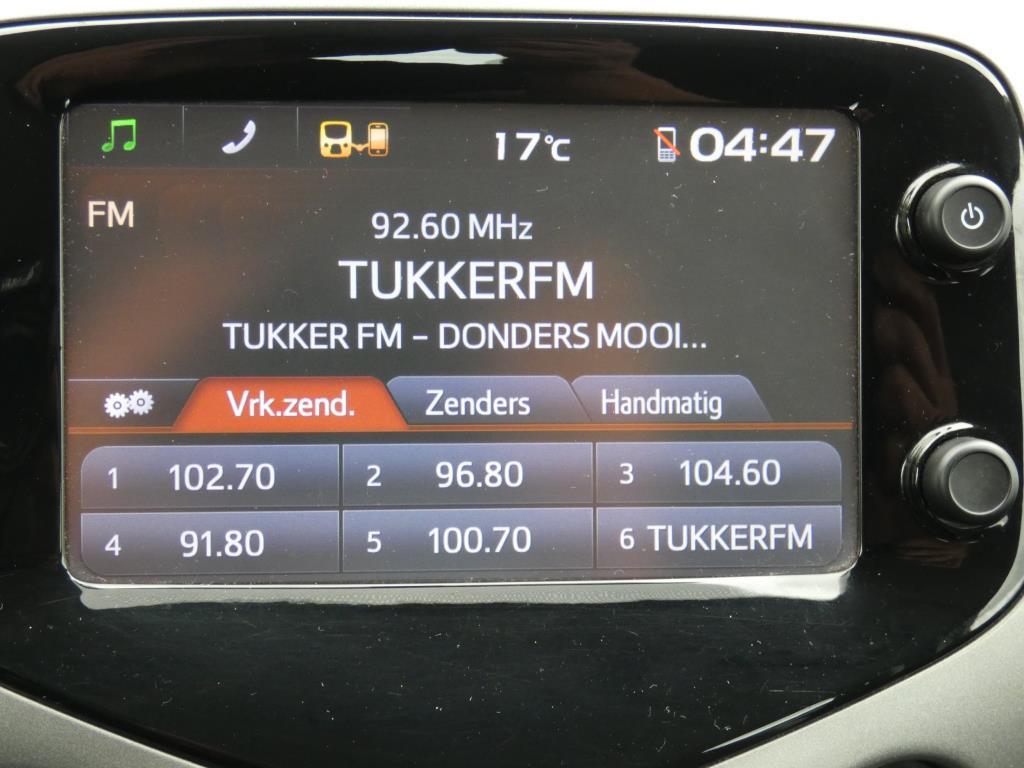 17°C 04:47
FM
92.60 MHz
TUKKERFM
TUKKER FM – DONDERS MOOI...
Vrk.zend. Zenders Handmatig
1 102.70 2 96.80 3 104.60
4 91.80 5 100.70 6 TUKKERFM